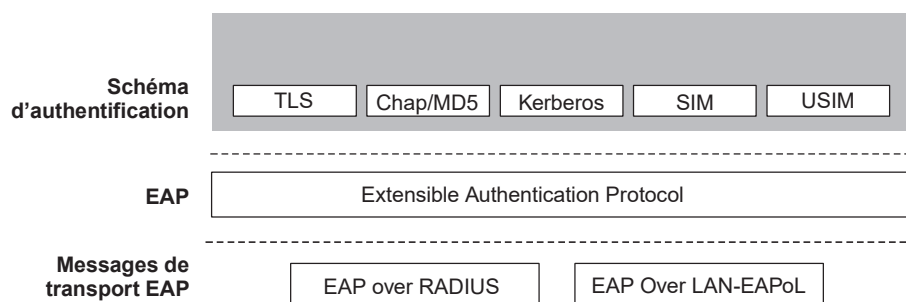 Schéma
d'authentification
TLS
Chap/MD5
Kerberos
SIM
USIM
EAP
Extensible Authentication Protocol
Messages de
transport EAP
EAP over RADIUS
EAP Over LAN-EAPoL